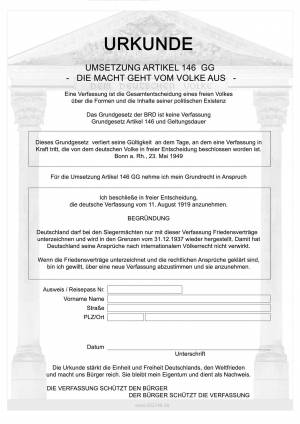 URKUNDE
UMSETZUNG ARTIKEL 146 GG
- DIE MACHT GEHT VOM VOLKE AUS -
DEM DEUTSCHEN VOLKE
Eine Verfassung ist die Gesamtentscheidung eines freien Volkes
über die Formen und die Inhalte seiner politischen Existenz
Das Grundgesetz der BRD ist keine Verfassung
Grundgesetz Artikel 146 und Geltungsdauer
Dieses Grundgesetz verliert seine Gültigkeit an dem Tage, an dem eine Verfassung in
Kraft tritt, die von dem deutschen Volke in freier Entscheidung beschlossen worden ist.
Bonn a. Rh., 23. Mai 1949
Für die Umsetzung Artikel 146 GG nehme ich mein Grundrecht in Anspruch
Ich beschließe in freier Entscheidung,
die deutsche Verfassung vom 11. August 1919 anzunehmen.
BEGRÜNDUNG
Deutschland darf bei den Siegermächten nur mit dieser Verfassung Friedensverträge
unterzeichnen und wird in den Grenzen vom 31.12.1937 wieder hergestellt. Damit hat
Deutschland seine Ansprüche nach internationalen Völkerrecht nicht verwirkt.
Wenn die Friedensverträge unterzeichnet und die rechtlichen Ansprüche geklärt sind,
bin ich gewillt, über eine neue Verfassung abzustimmen und sie anzunehmen.
Ausweis / Reisepass Nr.
Vorname Name
Straße
PLZ/Ort
Datum
Unterschrift
Die Urkunde stärkt die Einheit und Freiheit Deutschlands, den Weltfrieden
und macht uns Bürger reich. Sie bleibt mein Eigentum und dient als Nachweis.
DIE VERFASSUNG SCHÜTZT DEN BÜRGER
DER BÜRGER SCHÜTZT DIE VERFASSUNG